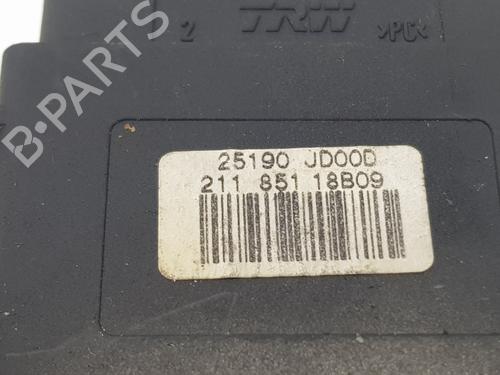 2
TRW
>PC<
B-PARTS
25190 JD00D
211 851 18B09